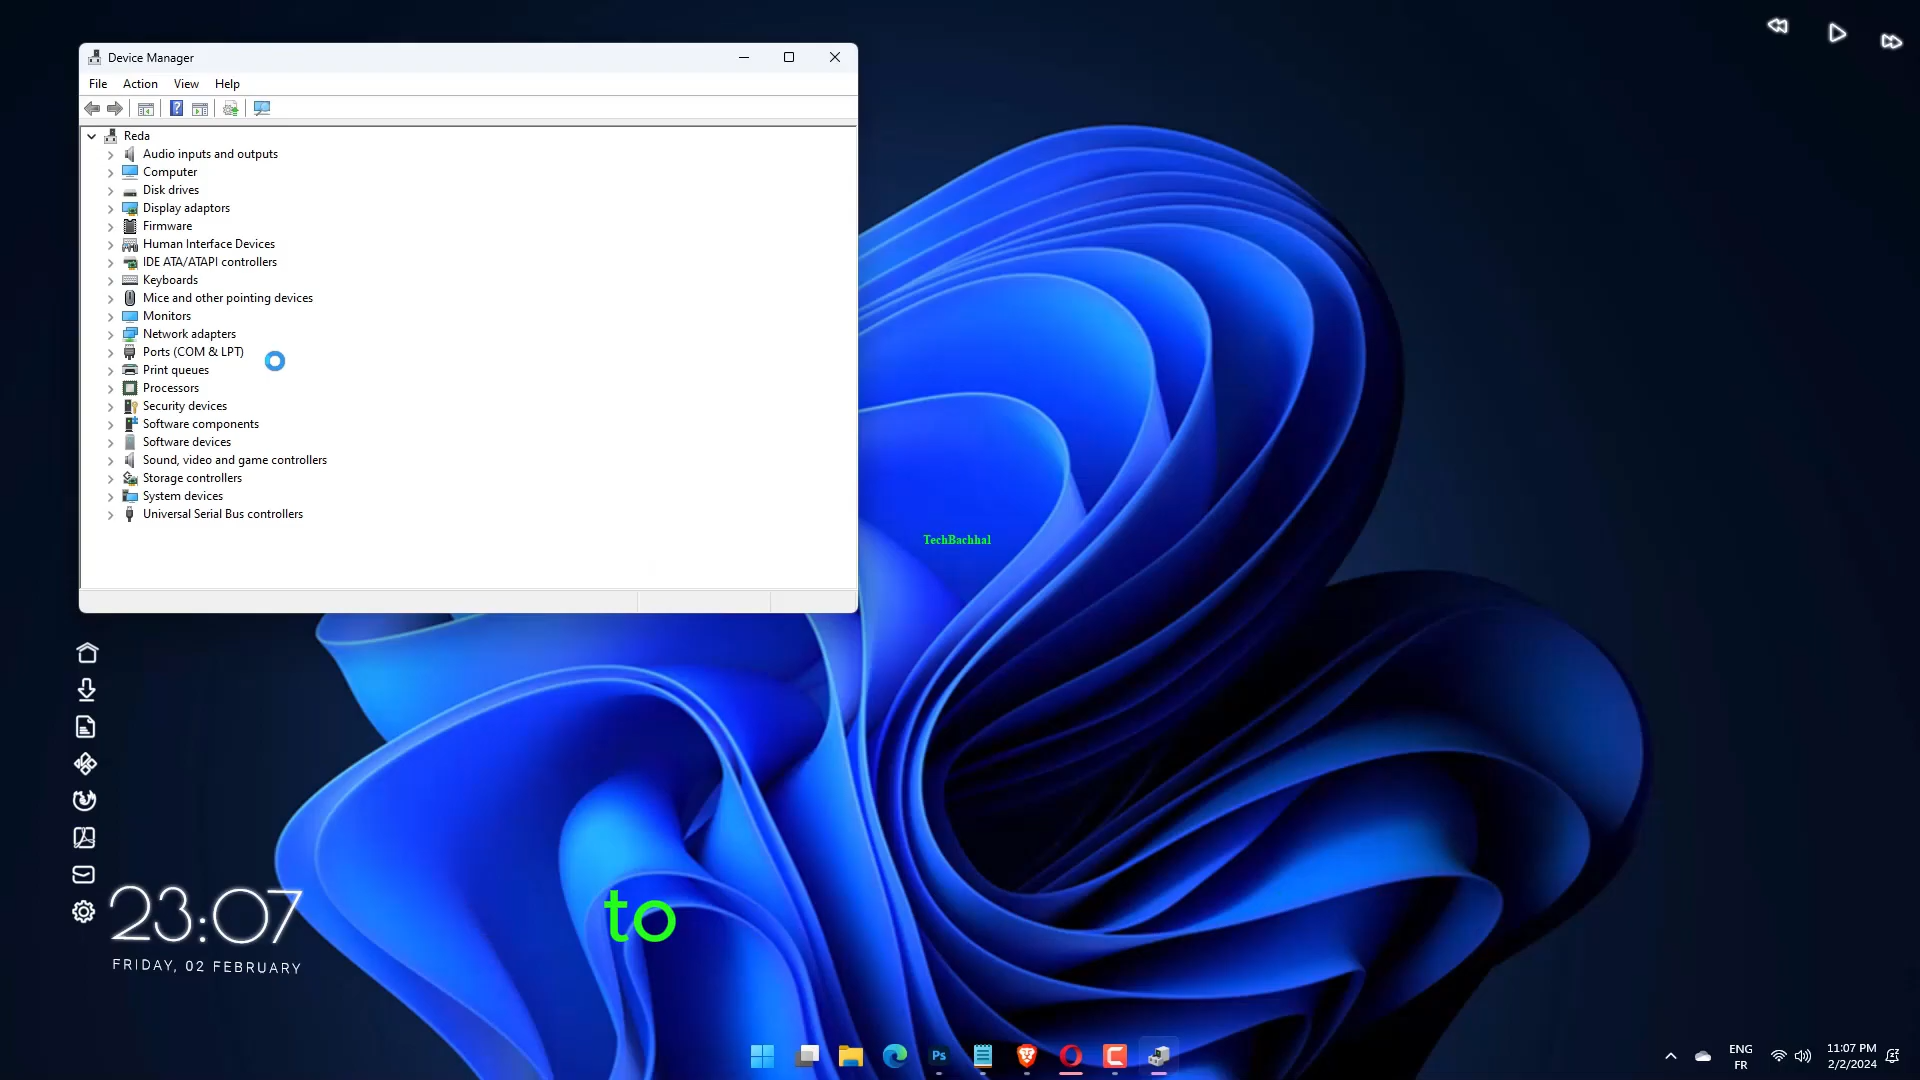 Device Manager
File Action View Help
Reda
Audio inputs and outputs
Computer
Disk drives
Display adaptors
Firmware
Human Interface Devices
IDE ATA/ATAPI controllers
Keyboards
Mice and other pointing devices
Monitors
Network adapters
Ports (COM & LPT)
Print queues
Processors
Security devices
Software components
Software devices
Sound, video and game controllers
Storage controllers
System devices
Universal Serial Bus controllers
TechBachhal
23:07
FRIDAY, 02 FEBRUARY
to
Ps
ENG
FR
11:07 PM
2/2/2024